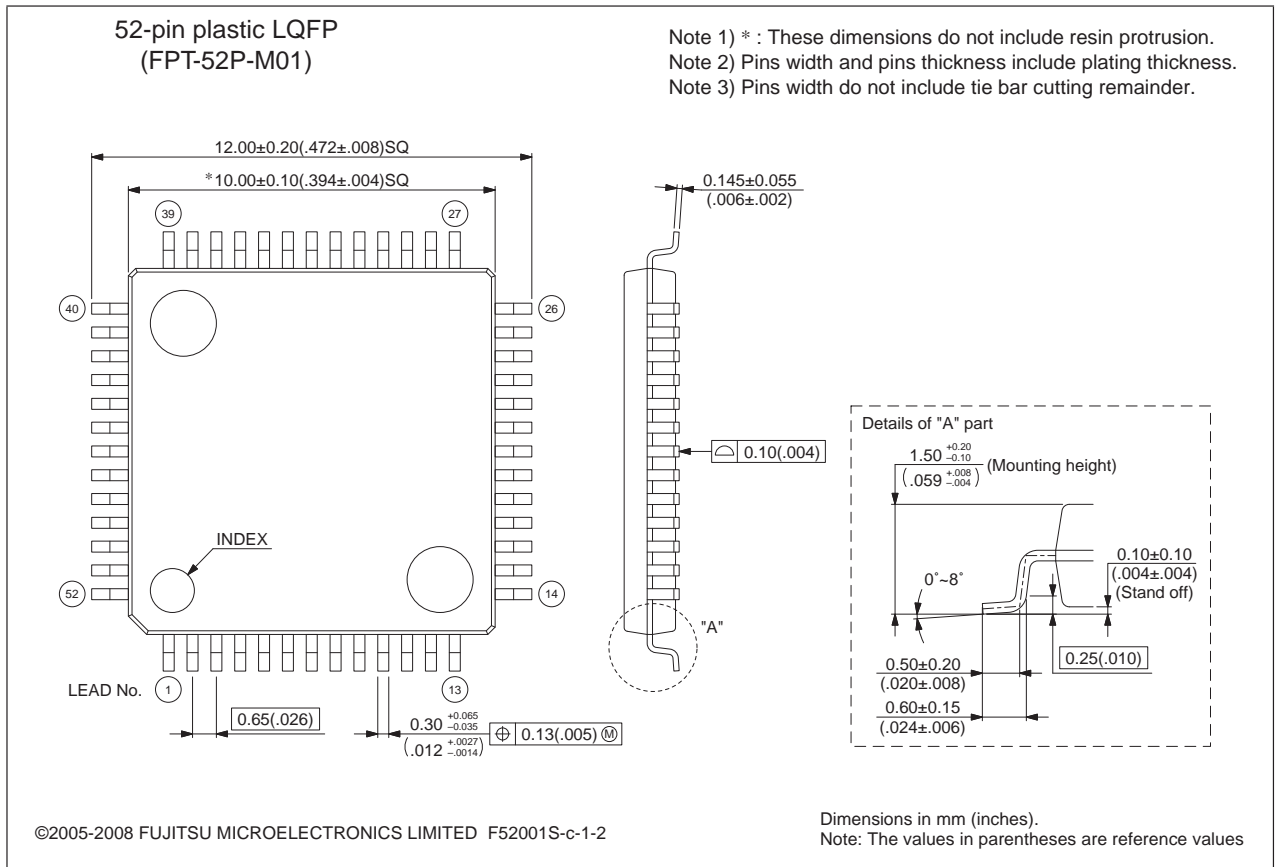 52-pin plastic LQFP
(FPT-52P-M01)
Note 1) * : These dimensions do not include resin protrusion.
Note 2) Pins width and pins thickness include plating thickness.
Note 3) Pins width do not include tie bar cutting remainder.
12.00±0.20(.472±.008)SQ
*10.00±0.10(.394±.004)SQ
0.145±0.055
(.006±.002)
39
27
40
26
0.10(.004)
Details of "A" part
1.50 +0.20 −0.10
(.059 +.008 −.004)
(Mounting height)
INDEX
0˚~8˚
0.10±0.10
(.004±.004)
(Stand off)
52
14
"A"
0.25(.010)
0.50±0.20
(.020±.008)
0.60±0.15
(.024±.006)
LEAD No.
1
13
0.65(.026)
0.30 +0.065 −0.035
(.012 +.0027 −.0014)
⌖ 0.13(.005) Ⓜ
©2005-2008 FUJITSU MICROELECTRONICS LIMITED F52001S-c-1-2
Dimensions in mm (inches).
Note: The values in parentheses are reference values